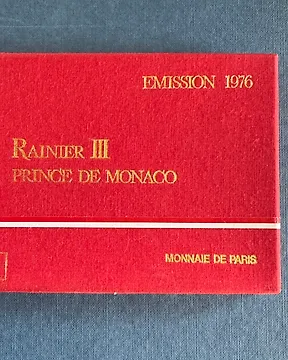 EMISSION 1976
RAINIER III
PRINCE DE MONACO
MONNAIE DE PARIS